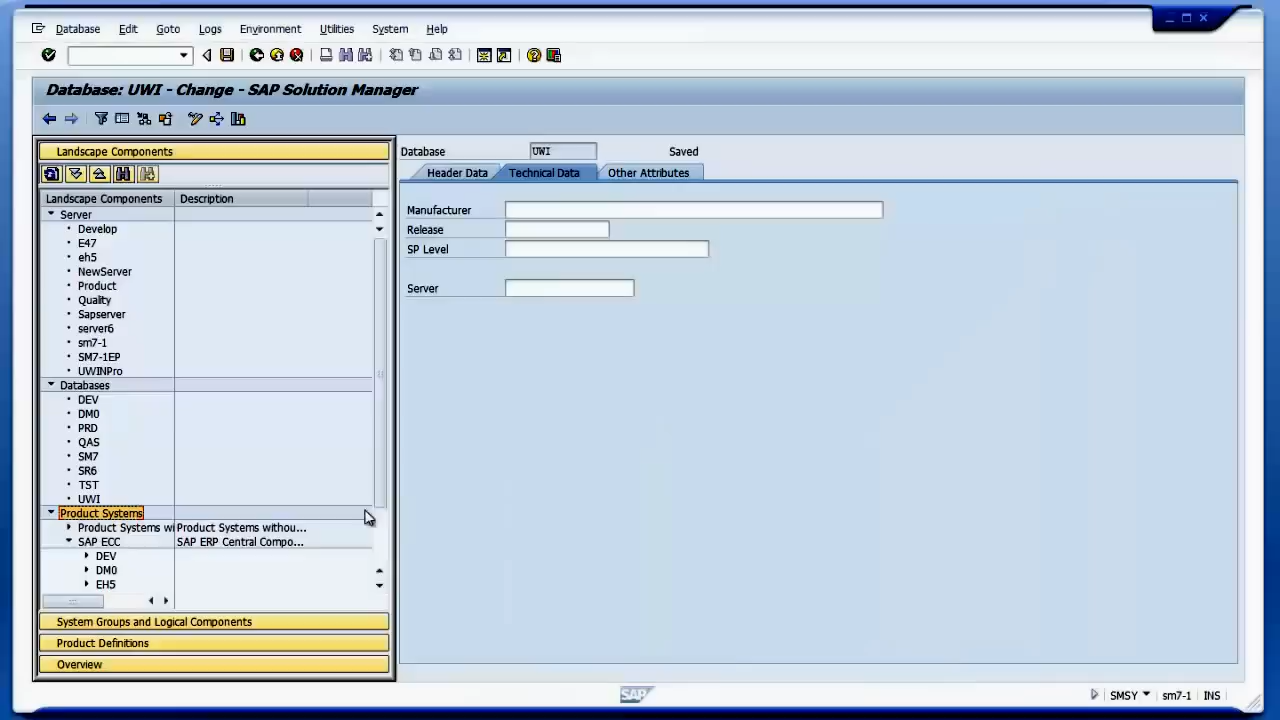 Database Edit Goto Logs Environment Utilities System Help
Database: UWI - Change - SAP Solution Manager
Landscape Components
Landscape Components Description
Server
Develop
E47
eh5
NewServer
Product
Quality
Sapserver
server6
sm7-1
SM7-1EP
UWINPro
Databases
DEV
DM0
PRD
QAS
SM7
SR6
TST
UWI
Product Systems
Product Systems wi Product Systems withou...
SAP ECC SAP ERP Central Compo...
DEV
DM0
EH5
System Groups and Logical Components
Product Definitions
Overview
Database UWI Saved
Header Data Technical Data Other Attributes
Manufacturer
Release
SP Level
Server
SAP
SMSY sm7-1 INS